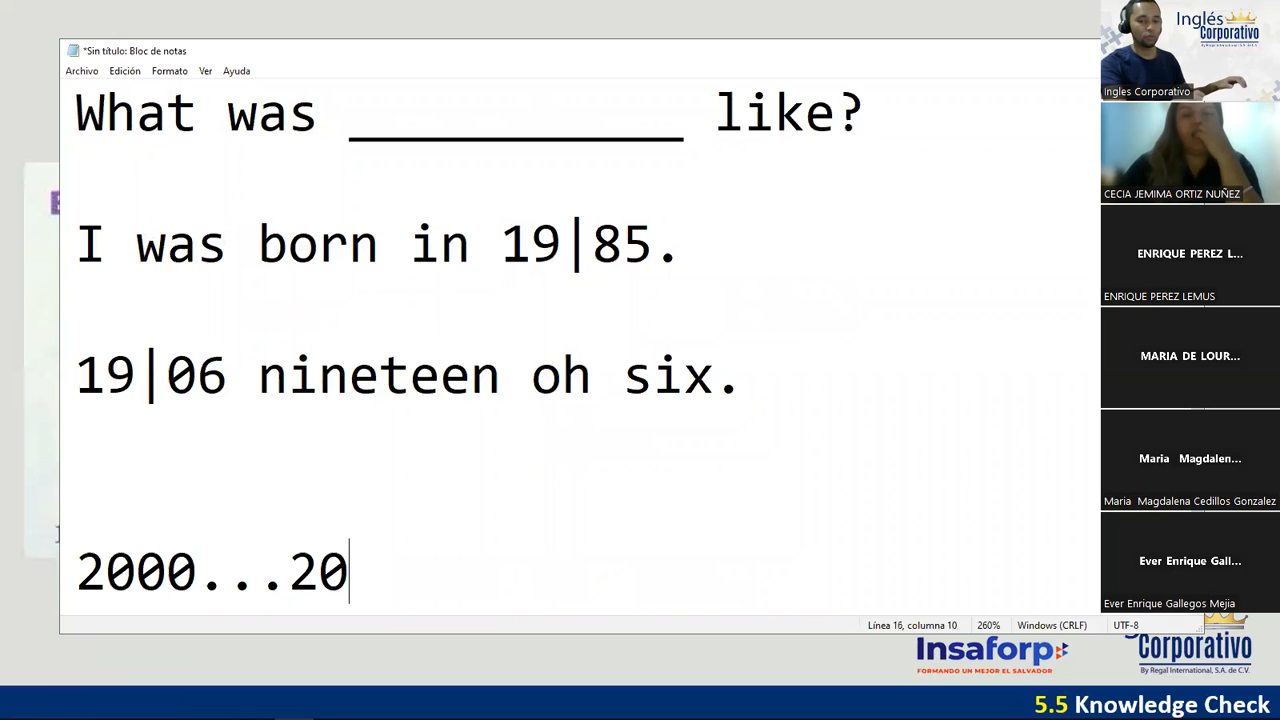 *Sin título: Bloc de notas
Archivo Edición Formato Ver Ayuda
What was ___________ like?
I was born in 19|85.
19|06 nineteen oh six.
2000...20
Línea 16, columna 10 260% Windows (CRLF) UTF-8
Inglés
Corporativo
By Regal International, S.A. de C.V.
Ingles Corporativo
CECIA JEMIMA ORTIZ NUÑEZ
ENRIQUE PEREZ L...
ENRIQUE PEREZ LEMUS
MARIA DE LOUR...
Maria Magdalen...
Maria Magdalena Cedillos Gonzalez
Ever Enrique Gall...
Ever Enrique Gallegos Mejia
Insaforp
FORMANDO UN MEJOR EL SALVADOR
Corporativo
By Regal International, S.A. de C.V.
5.5 Knowledge Check